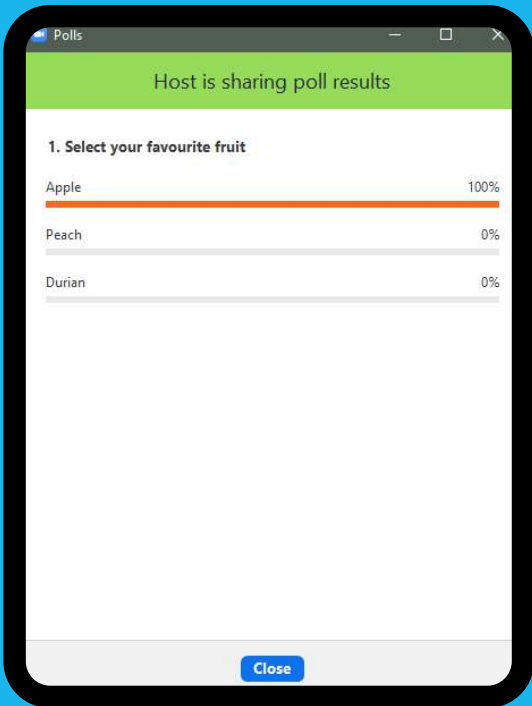 Polls
Host is sharing poll results
1. Select your favourite fruit
Apple 100%
Peach 0%
Durian 0%
Close